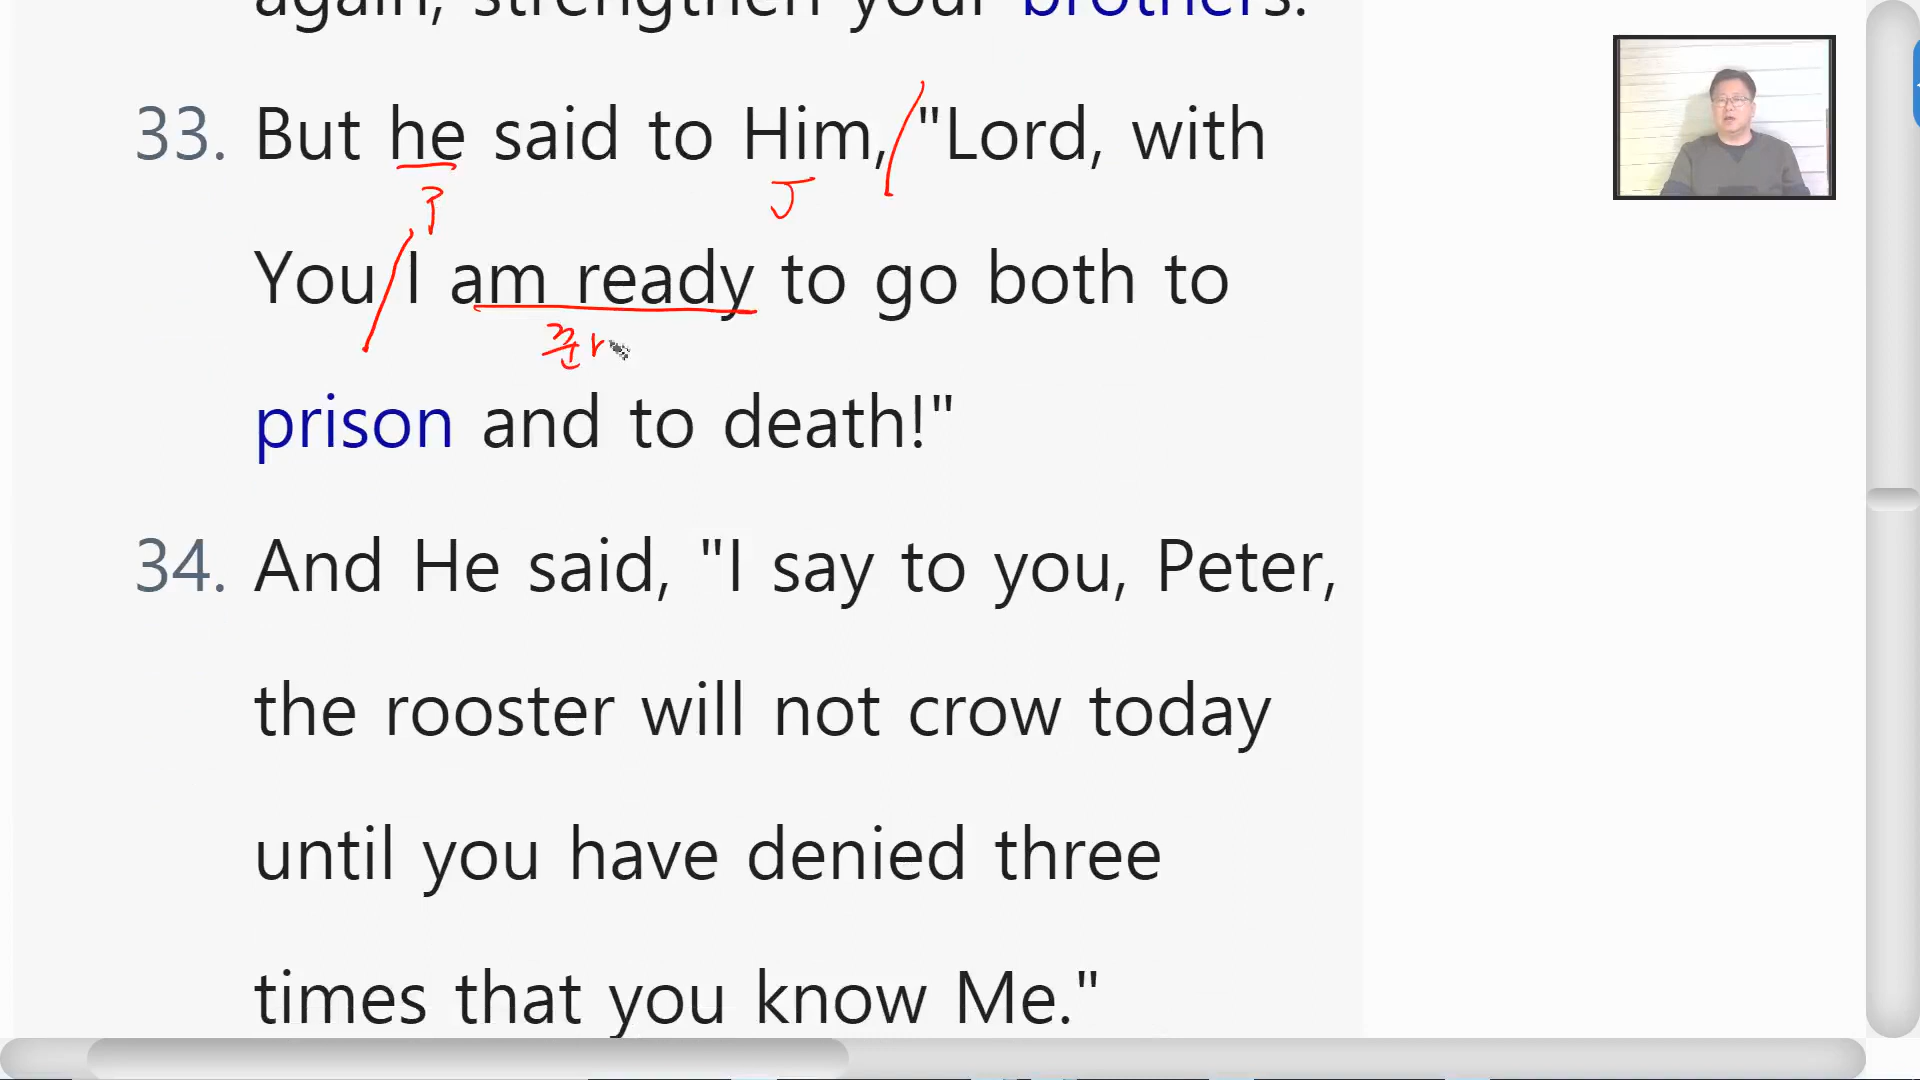 again, strengthen your brothers."
33. But he said to Him, "Lord, with
P J
You I am ready to go both to
준
prison and to death!"
34. And He said, "I say to you, Peter,
the rooster will not crow today
until you have denied three
times that you know Me."